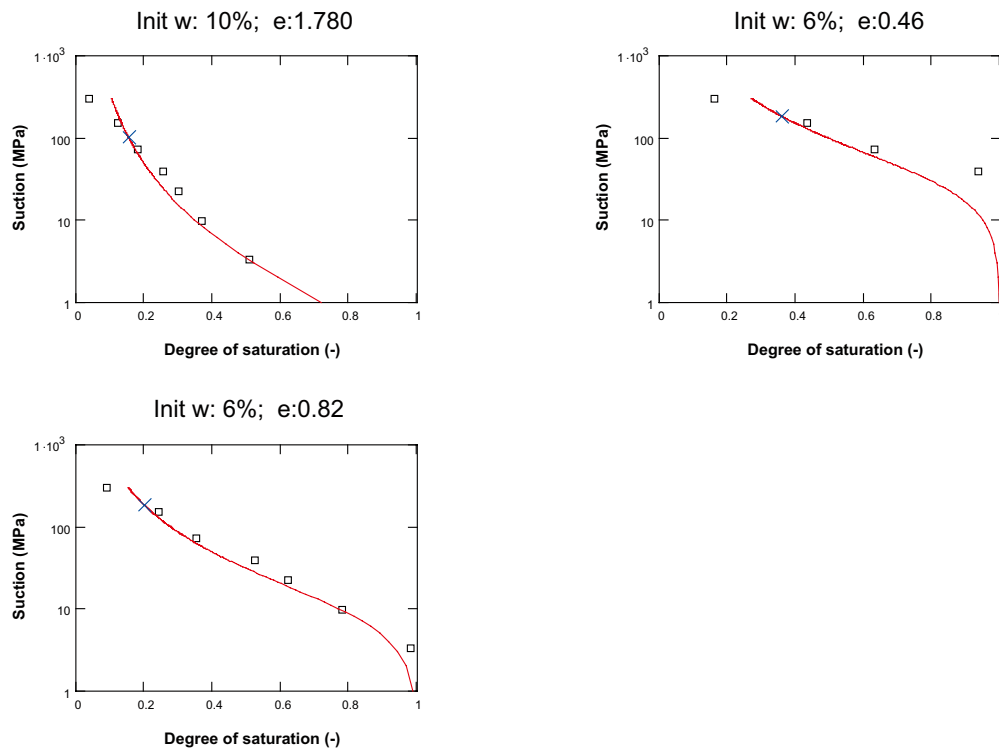 Init w: 10%; e:1.780
1·10³
100
10
1
Suction (MPa)
0 0.2 0.4 0.6 0.8 1
Degree of saturation (-)
Init w: 6%; e:0.46
1·10³
100
10
1
Suction (MPa)
0 0.2 0.4 0.6 0.8
Degree of saturation (-)
Init w: 6%; e:0.82
1·10³
100
10
1
Suction (MPa)
0 0.2 0.4 0.6 0.8 1
Degree of saturation (-)